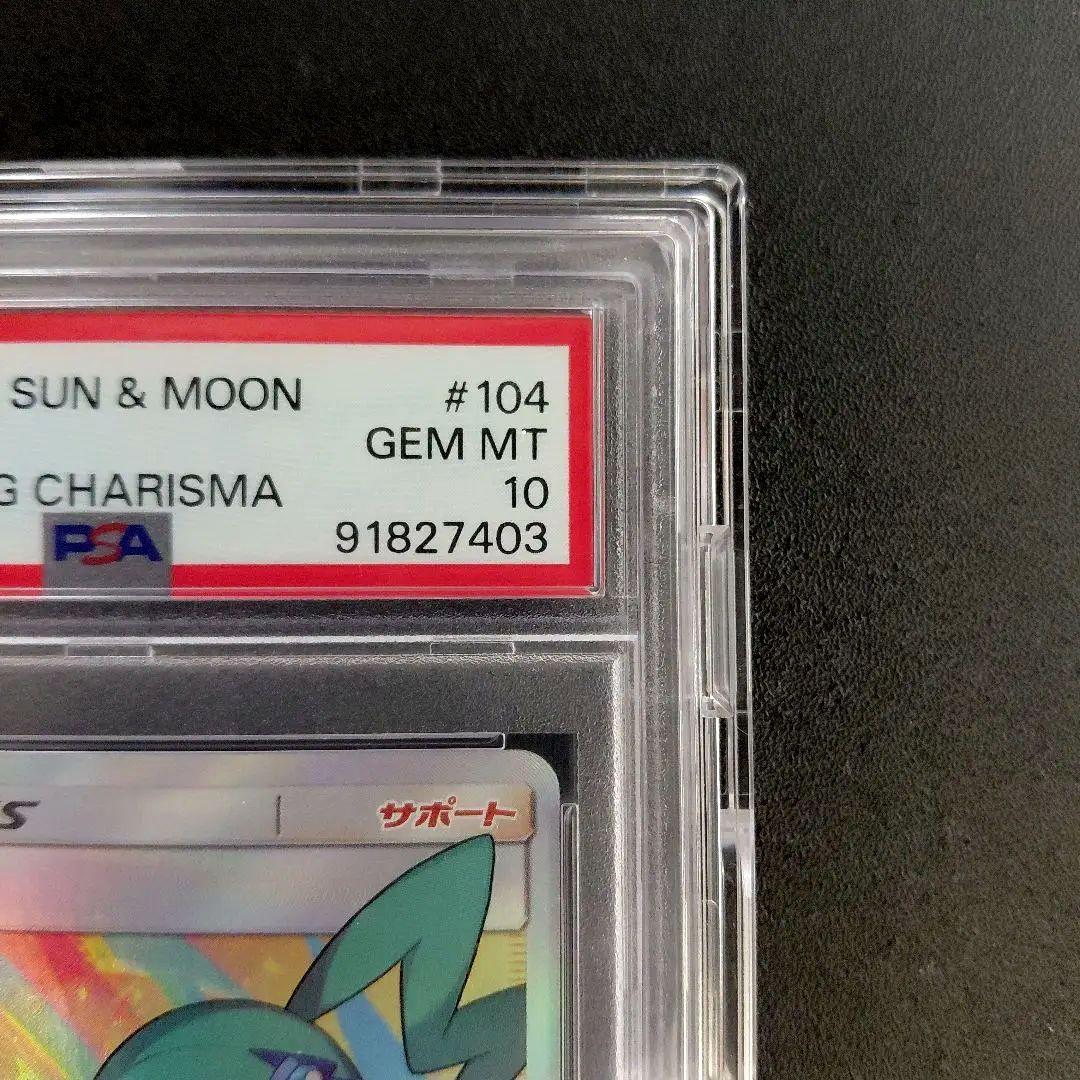 SUN & MOON #104
GEM MT
G CHARISMA 10
PSA 91827403
S
サポート